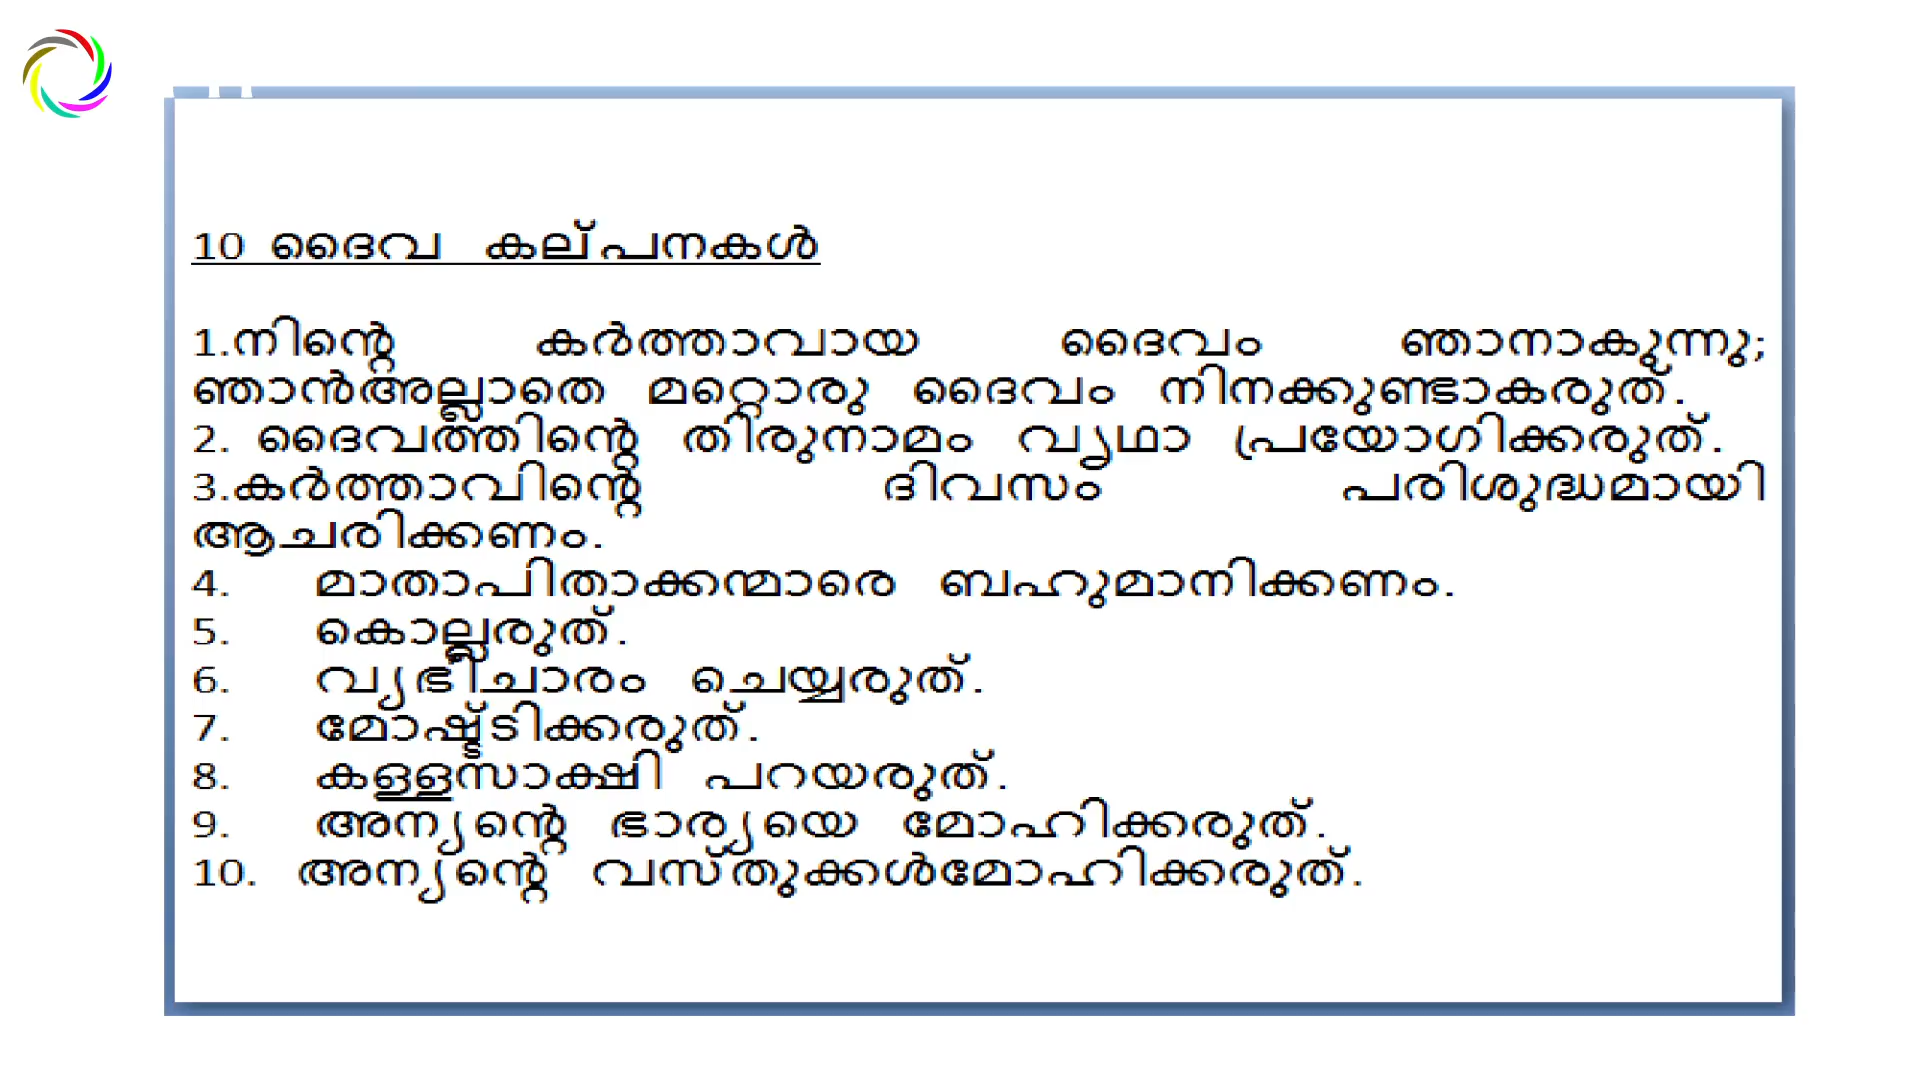 10 ദൈവ കല്പനകൾ
1.നിന്റെ കർത്താവായ ദൈവം ഞാനാകുന്നു;
ഞാൻഅല്ലാതെ മറ്റൊരു ദൈവം നിനക്കുണ്ടാകരുത്.
2. ദൈവത്തിന്റെ തിരുനാമം വൃഥാ പ്രയോഗിക്കരുത്.
3.കർത്താവിന്റെ ദിവസം പരിശുദ്ധമായി
ആചരിക്കണം.
4. മാതാപിതാക്കന്മാരെ ബഹുമാനിക്കണം.
5. കൊല്ലരുത്.
6. വ്യഭിചാരം ചെയ്യരുത്.
7. മോഷ്ടിക്കരുത്.
8. കള്ളസാക്ഷി പറയരുത്.
9. അന്യന്റെ ഭാര്യയെ മോഹിക്കരുത്.
10. അന്യന്റെ വസ്തുക്കൾമോഹിക്കരുത്.